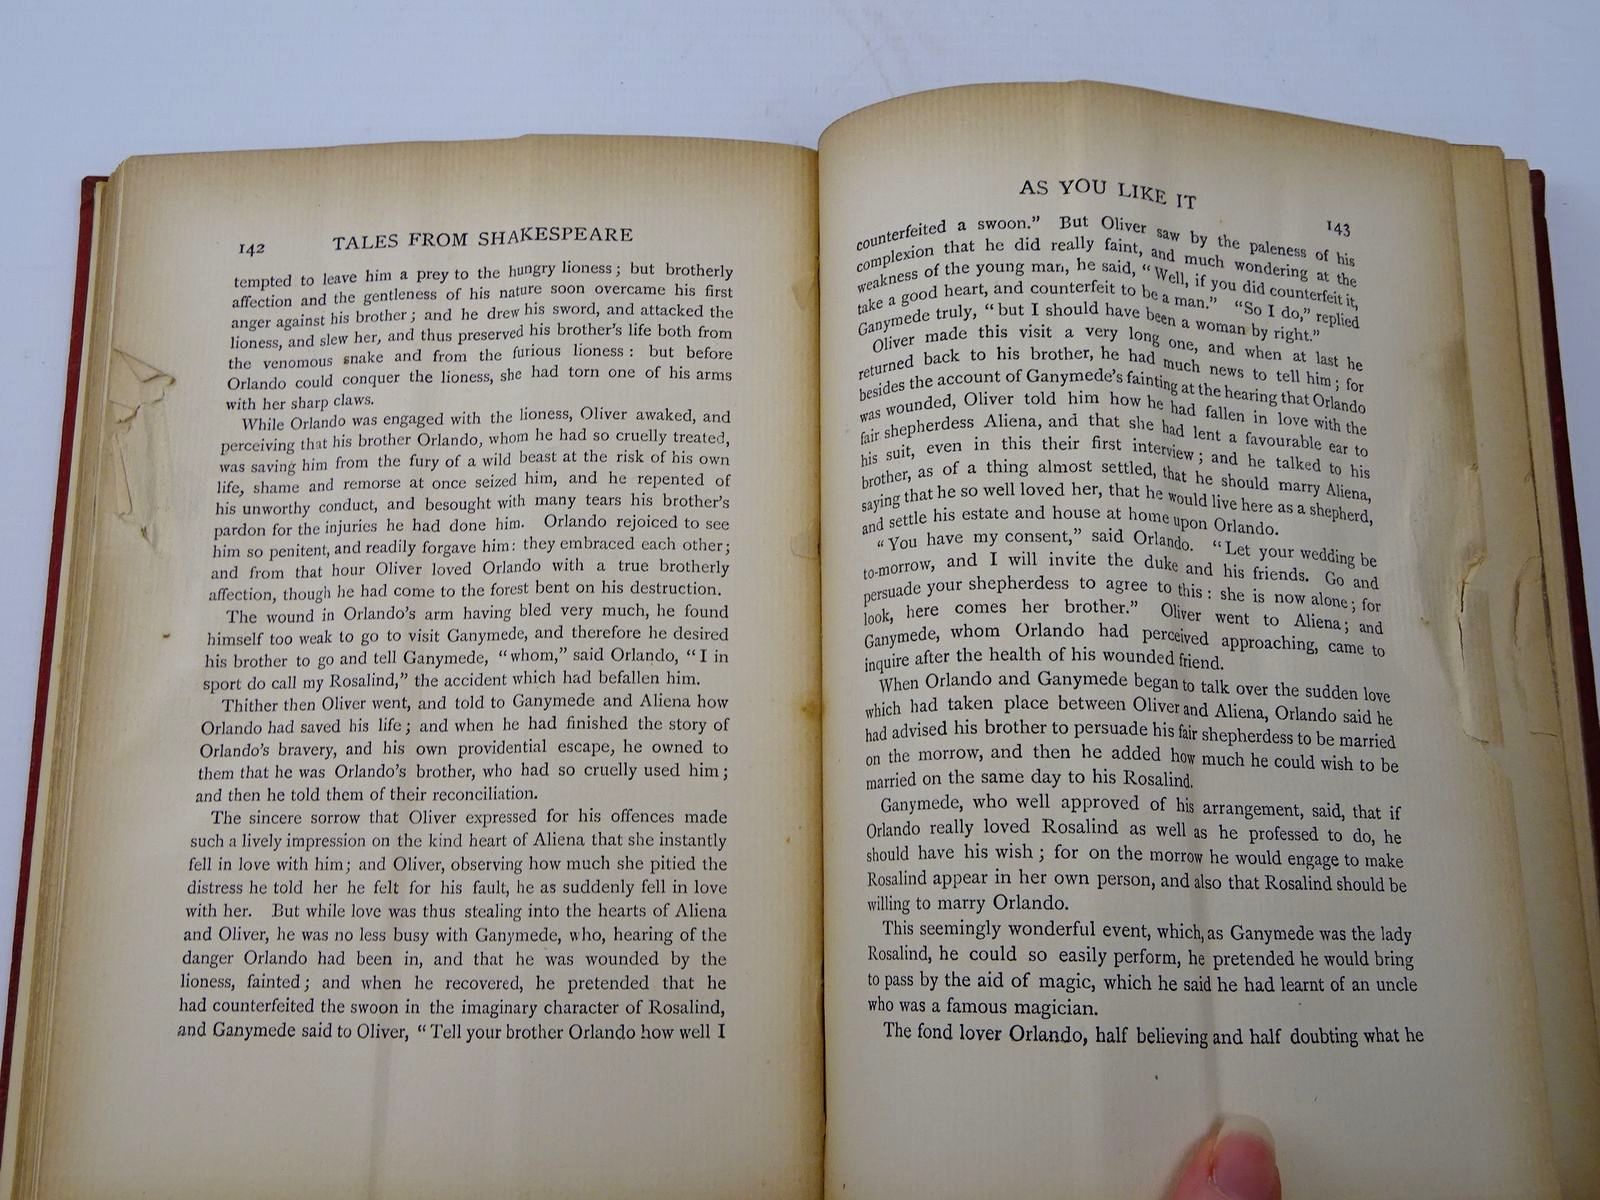 142 TALES FROM SHAKESPEARE
tempted to leave him a prey to the hungry lioness; but brotherly
affection and the gentleness of his nature soon overcame his first
anger against his brother; and he drew his sword, and attacked the
lioness, and slew her, and thus preserved his brother's life both from
the venomous snake and from the furious lioness: but before
Orlando could conquer the lioness, she had torn one of his arms
with her sharp claws.
While Orlando was engaged with the lioness, Oliver awaked, and
perceiving that his brother Orlando, whom he had so cruelly treated,
was saving him from the fury of a wild beast at the risk of his own
life, shame and remorse at once seized him, and he repented of
his unworthy conduct, and besought with many tears his brother's
pardon for the injuries he had done him. Orlando rejoiced to see
him so penitent, and readily forgave him: they embraced each other;
and from that hour Oliver loved Orlando with a true brotherly
affection, though he had come to the forest bent on his destruction.
The wound in Orlando's arm having bled very much, he found
himself too weak to go to visit Ganymede, and therefore he desired
his brother to go and tell Ganymede, "whom," said Orlando, "I in
sport do call my Rosalind," the accident which had befallen him.
Thither then Oliver went, and told to Ganymede and Aliena how
Orlando had saved his life; and when he had finished the story of
Orlando's bravery, and his own providential escape, he owned to
them that he was Orlando's brother, who had so cruelly used him;
and then he told them of their reconciliation.
The sincere sorrow that Oliver expressed for his offences made
such a lively impression on the kind heart of Aliena that she instantly
fell in love with him; and Oliver, observing how much she pitied the
distress he told her he felt for his fault, he as suddenly fell in love
with her. But while love was thus stealing into the hearts of Aliena
and Oliver, he was no less busy with Ganymede, who, hearing of the
danger Orlando had been in, and that he was wounded by the
lioness, fainted; and when he recovered, he pretended that he
had counterfeited the swoon in the imaginary character of Rosalind,
and Ganymede said to Oliver, "Tell your brother Orlando how well I
AS YOU LIKE IT 143
counterfeited a swoon." But Oliver saw by the paleness of his
complexion that he did really faint, and much wondering at the
weakness of the young man, he said, "Well, if you did counterfeit it,
take a good heart, and counterfeit to be a man." "So I do," replied
Ganymede truly, "but I should have been a woman by right."
Oliver made this visit a very long one, and when at last he
returned back to his brother, he had much news to tell him; for
besides the account of Ganymede's fainting at the hearing that Orlando
was wounded, Oliver told him how he had fallen in love with the
fair shepherdess Aliena, and that she had lent a favourable ear to
his suit, even in this their first interview; and he talked to his
brother, as of a thing almost settled, that he should marry Aliena,
saying that he so well loved her, that he would live here as a shepherd,
and settle his estate and house at home upon Orlando.
"You have my consent," said Orlando. "Let your wedding be
to-morrow, and I will invite the duke and his friends. Go and
persuade your shepherdess to agree to this: she is now alone; for
look, here comes her brother." Oliver went to Aliena; and
Ganymede, whom Orlando had perceived approaching, came to
inquire after the health of his wounded friend.
When Orlando and Ganymede began to talk over the sudden love
which had taken place between Oliver and Aliena, Orlando said he
had advised his brother to persuade his fair shepherdess to be married
on the morrow, and then he added how much he could wish to be
married on the same day to his Rosalind.
Ganymede, who well approved of his arrangement, said, that if
Orlando really loved Rosalind as well as he professed to do, he
should have his wish; for on the morrow he would engage to make
Rosalind appear in her own person, and also that Rosalind should be
willing to marry Orlando.
This seemingly wonderful event, which, as Ganymede was the lady
Rosalind, he could so easily perform, he pretended he would bring
to pass by the aid of magic, which he said he had learnt of an uncle
who was a famous magician.
The fond lover Orlando, half believing and half doubting what he